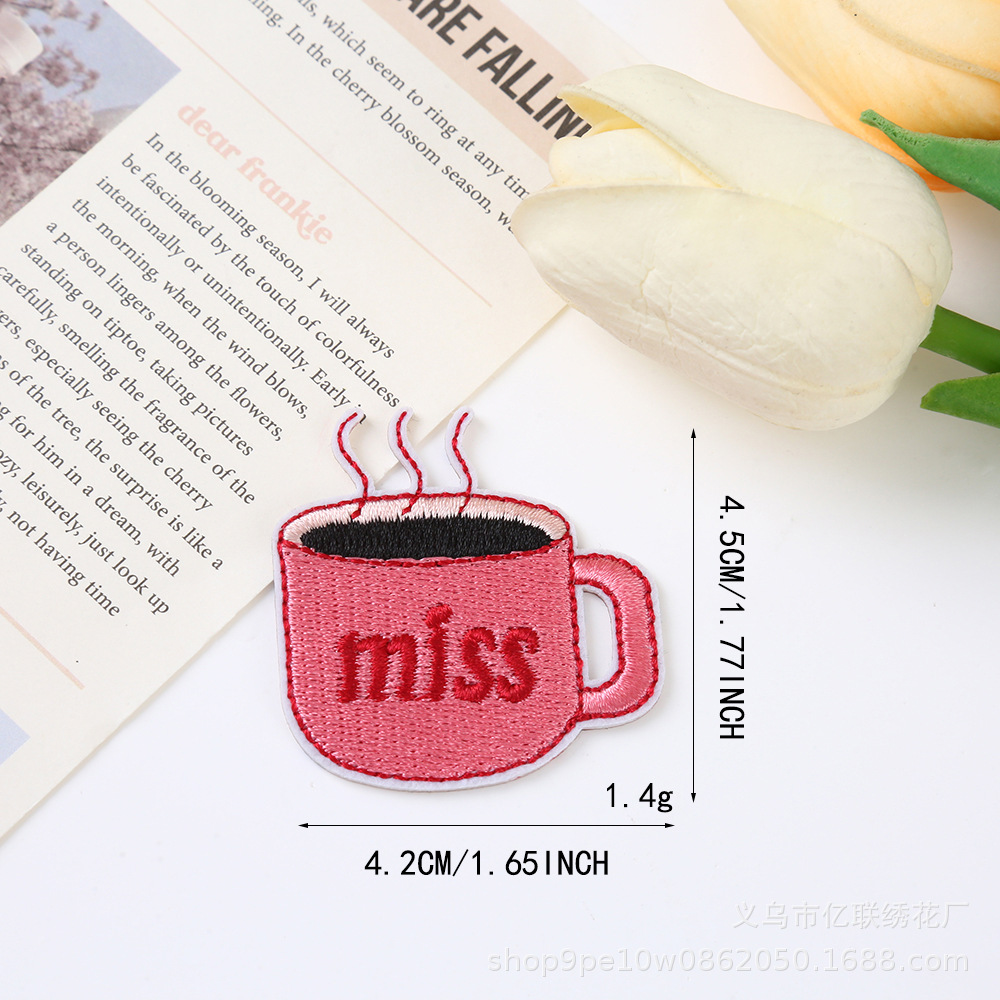 ARE FALLIN
which seem to ring at any tim
ning. In the cherry blossom season, w
dear frankie
In the blooming season, I will always
be fascinated by the touch of colorfulness
intentionally or unintentionally. Early
the morning, when the wind blows,
a person lingers among the flowers,
standing on tiptoe, taking pictures
carefully, smelling the fragrance of the
especially seeing the cherry
of the tree, the surprise is like a
for him in a dream, with
leisurely, just look up
not having time
miss
4.5CM/1.77INCH
1.4g
4.2CM/1.65INCH
义乌市亿联绣花厂
shop9pe10w0862050.1688.com